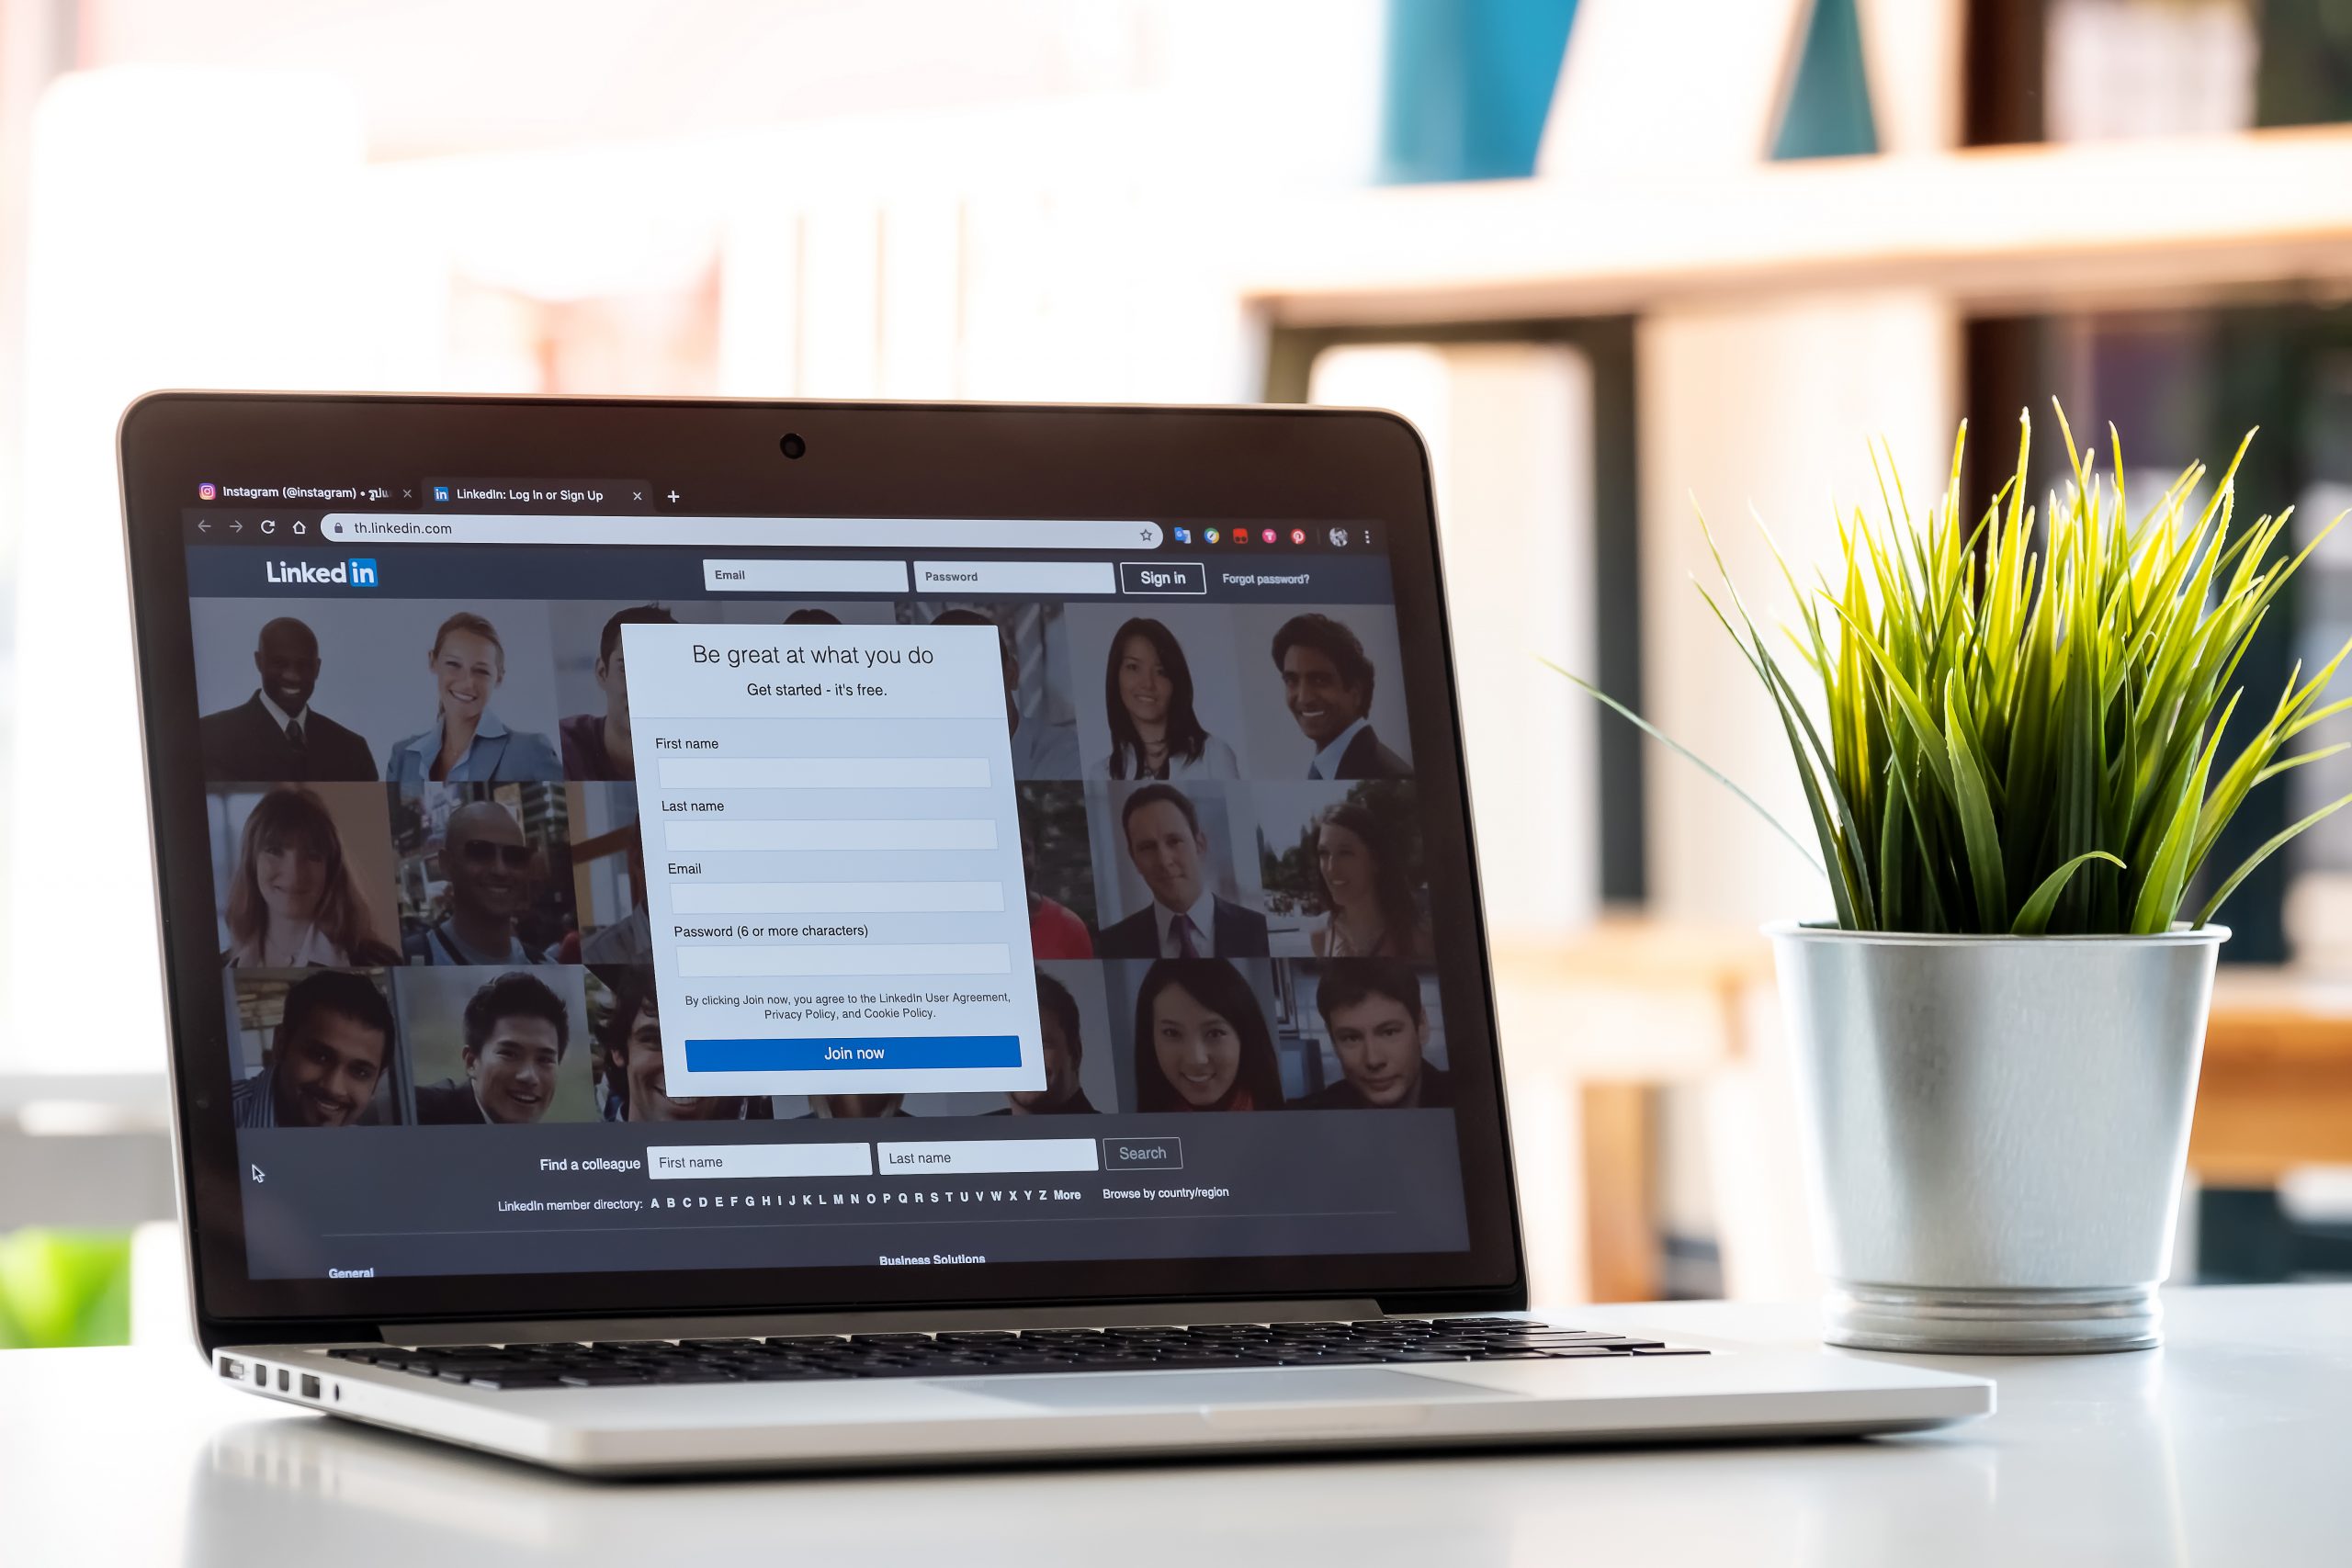 Instagram (@instagram) • รูปแ
LinkedIn: Log In or Sign Up
th.linkedin.com
Linkedin
Email
Password
Sign in
Forgot password?
Be great at what you do
Get started - it's free.
First name
Last name
Email
Password (6 or more characters)
By clicking Join now, you agree to the LinkedIn User Agreement,
Privacy Policy, and Cookie Policy.
Join now
Find a colleague
First name
Last name
Search
LinkedIn member directory: A B C D E F G H I J K L M N O P Q R S T U V W X Y Z More Browse by country/region
General
Business Solutions